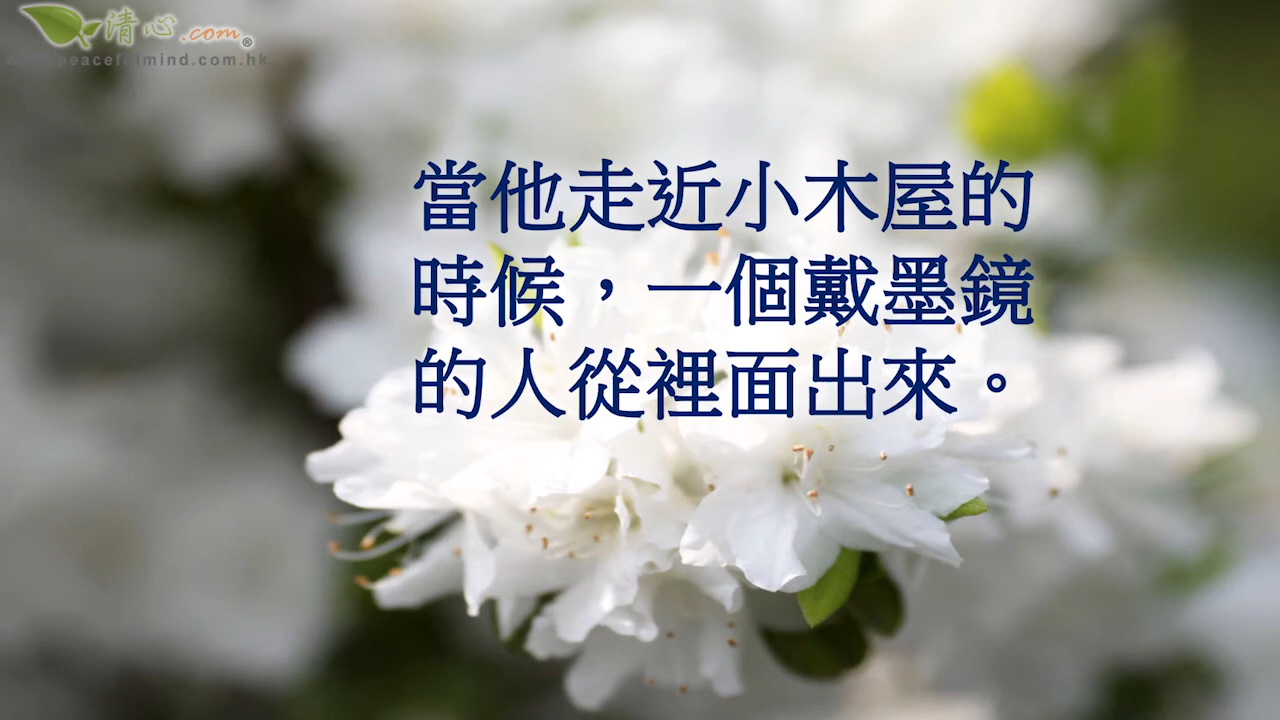 清心.com®
peacefulmind.com.hk
當他走近小木屋的
時候，一個戴墨鏡
的人從裡面出來。